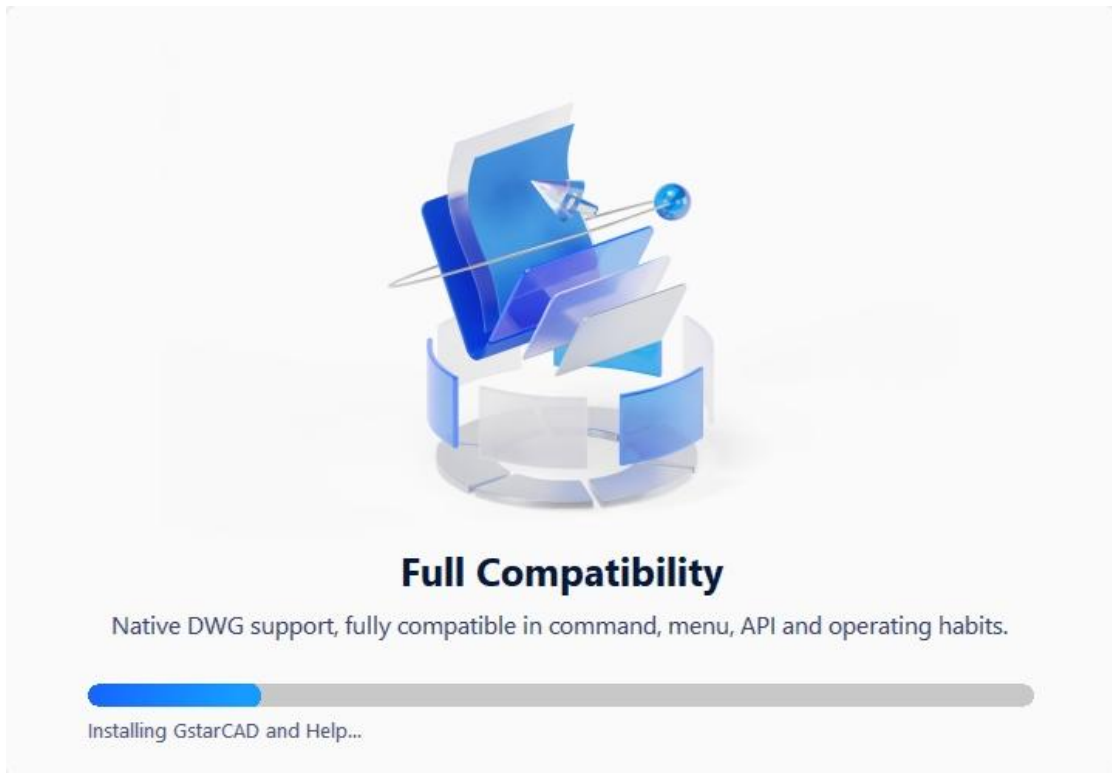 Full Compatibility
Native DWG support, fully compatible in command, menu, API and operating habits.
Installing GstarCAD and Help...